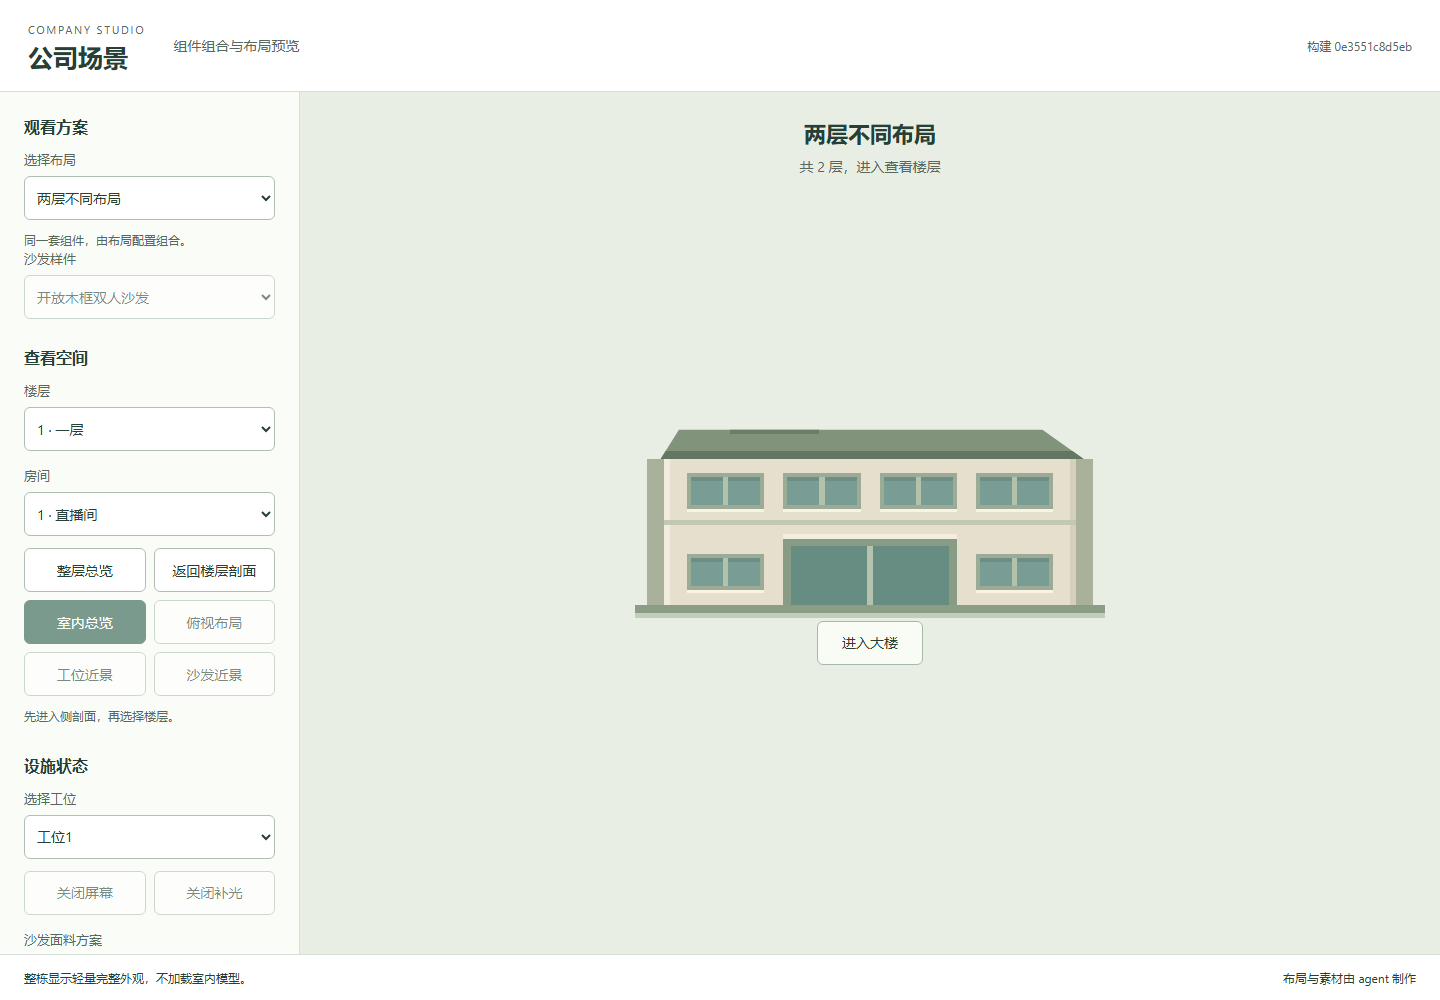 COMPANY STUDIO
公司场景
组件组合与布局预览
构建 0e3551c8d5eb
观看方案
选择布局
两层不同布局
同一套组件，由布局配置组合。
沙发样件
开放木框双人沙发
查看空间
楼层
1 · 一层
房间
1 · 直播间
整层总览
返回楼层剖面
室内总览
俯视布局
工位近景
沙发近景
先进入侧剖面，再选择楼层。
设施状态
选择工位
工位1
关闭屏幕
关闭补光
沙发面料方案
两层不同布局
共 2 层，进入查看楼层
进入大楼
整栋显示轻量完整外观，不加载室内模型。
布局与素材由 agent 制作